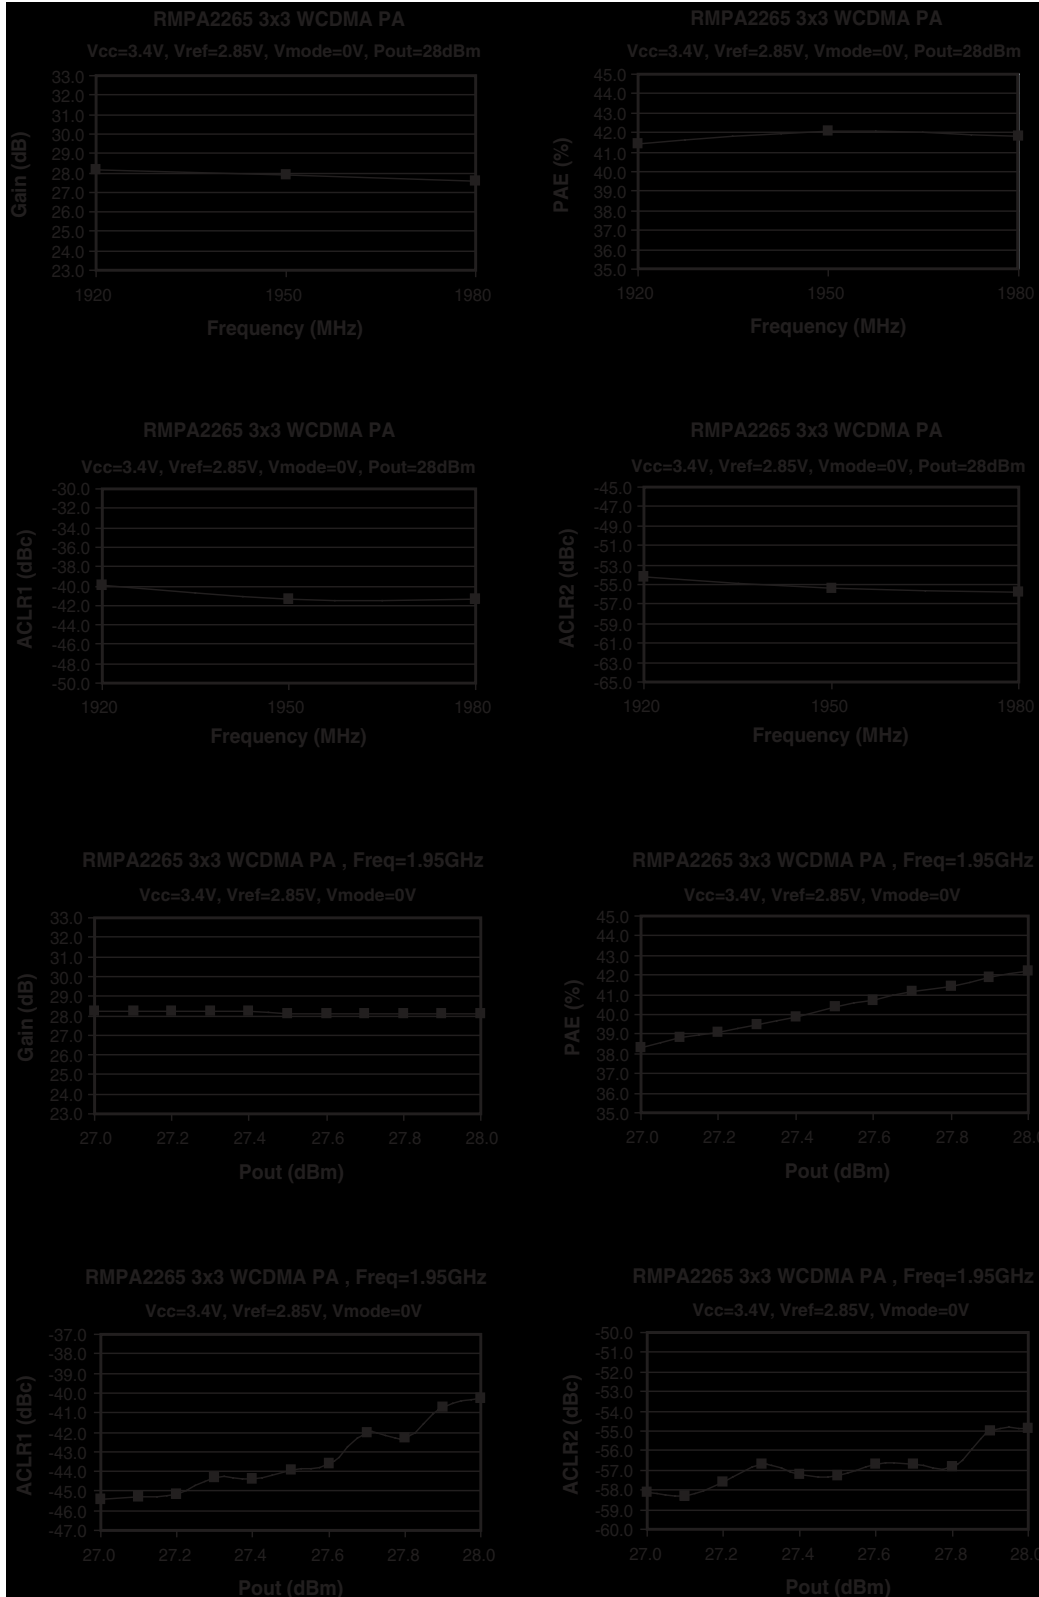 RMPA2265 3x3 WCDMA PA
Vcc=3.4V, Vref=2.85V, Vmode=0V, Pout=28dBm
33.0
32.0
31.0
30.0
29.0
28.0
27.0
26.0
25.0
24.0
23.0
Gain (dB)
1920 1950 1980
Frequency (MHz)
RMPA2265 3x3 WCDMA PA
Vcc=3.4V, Vref=2.85V, Vmode=0V, Pout=28dBm
45.0
44.0
43.0
42.0
41.0
40.0
39.0
38.0
37.0
36.0
35.0
PAE (%)
1920 1950 1980
Frequency (MHz)
RMPA2265 3x3 WCDMA PA
Vcc=3.4V, Vref=2.85V, Vmode=0V, Pout=28dBm
-30.0
-32.0
-34.0
-36.0
-38.0
-40.0
-42.0
-44.0
-46.0
-48.0
-50.0
ACLR1 (dBc)
1920 1950 1980
Frequency (MHz)
RMPA2265 3x3 WCDMA PA
Vcc=3.4V, Vref=2.85V, Vmode=0V, Pout=28dBm
-45.0
-47.0
-49.0
-51.0
-53.0
-55.0
-57.0
-59.0
-61.0
-63.0
-65.0
ACLR2 (dBc)
1920 1950 1980
Frequency (MHz)
RMPA2265 3x3 WCDMA PA , Freq=1.95GHz
Vcc=3.4V, Vref=2.85V, Vmode=0V
33.0
32.0
31.0
30.0
29.0
28.0
27.0
26.0
25.0
24.0
23.0
Gain (dB)
27.0 27.2 27.4 27.6 27.8 28.0
Pout (dBm)
RMPA2265 3x3 WCDMA PA , Freq=1.95GHz
Vcc=3.4V, Vref=2.85V, Vmode=0V
45.0
44.0
43.0
42.0
41.0
40.0
39.0
38.0
37.0
36.0
35.0
PAE (%)
27.0 27.2 27.4 27.6 27.8 28.0
Pout (dBm)
RMPA2265 3x3 WCDMA PA , Freq=1.95GHz
Vcc=3.4V, Vref=2.85V, Vmode=0V
-37.0
-38.0
-39.0
-40.0
-41.0
-42.0
-43.0
-44.0
-45.0
-46.0
-47.0
ACLR1 (dBc)
27.0 27.2 27.4 27.6 27.8 28.0
Pout (dBm)
RMPA2265 3x3 WCDMA PA , Freq=1.95GHz
Vcc=3.4V, Vref=2.85V, Vmode=0V
-50.0
-51.0
-52.0
-53.0
-54.0
-55.0
-56.0
-57.0
-58.0
-59.0
-60.0
ACLR2 (dBc)
27.0 27.2 27.4 27.6 27.8 28.0
Pout (dBm)